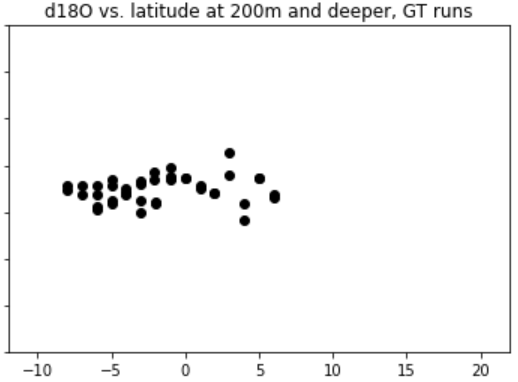 d18O vs. latitude at 200m and deeper, GT runs
−10 −5 0 5 10 15 20